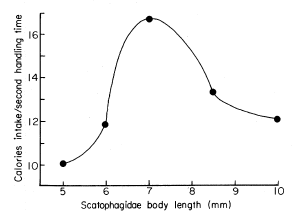 Calories intake/second handling time
16
14
12
10
5 6 7 8 9 10
Scatophagidae body length (mm)